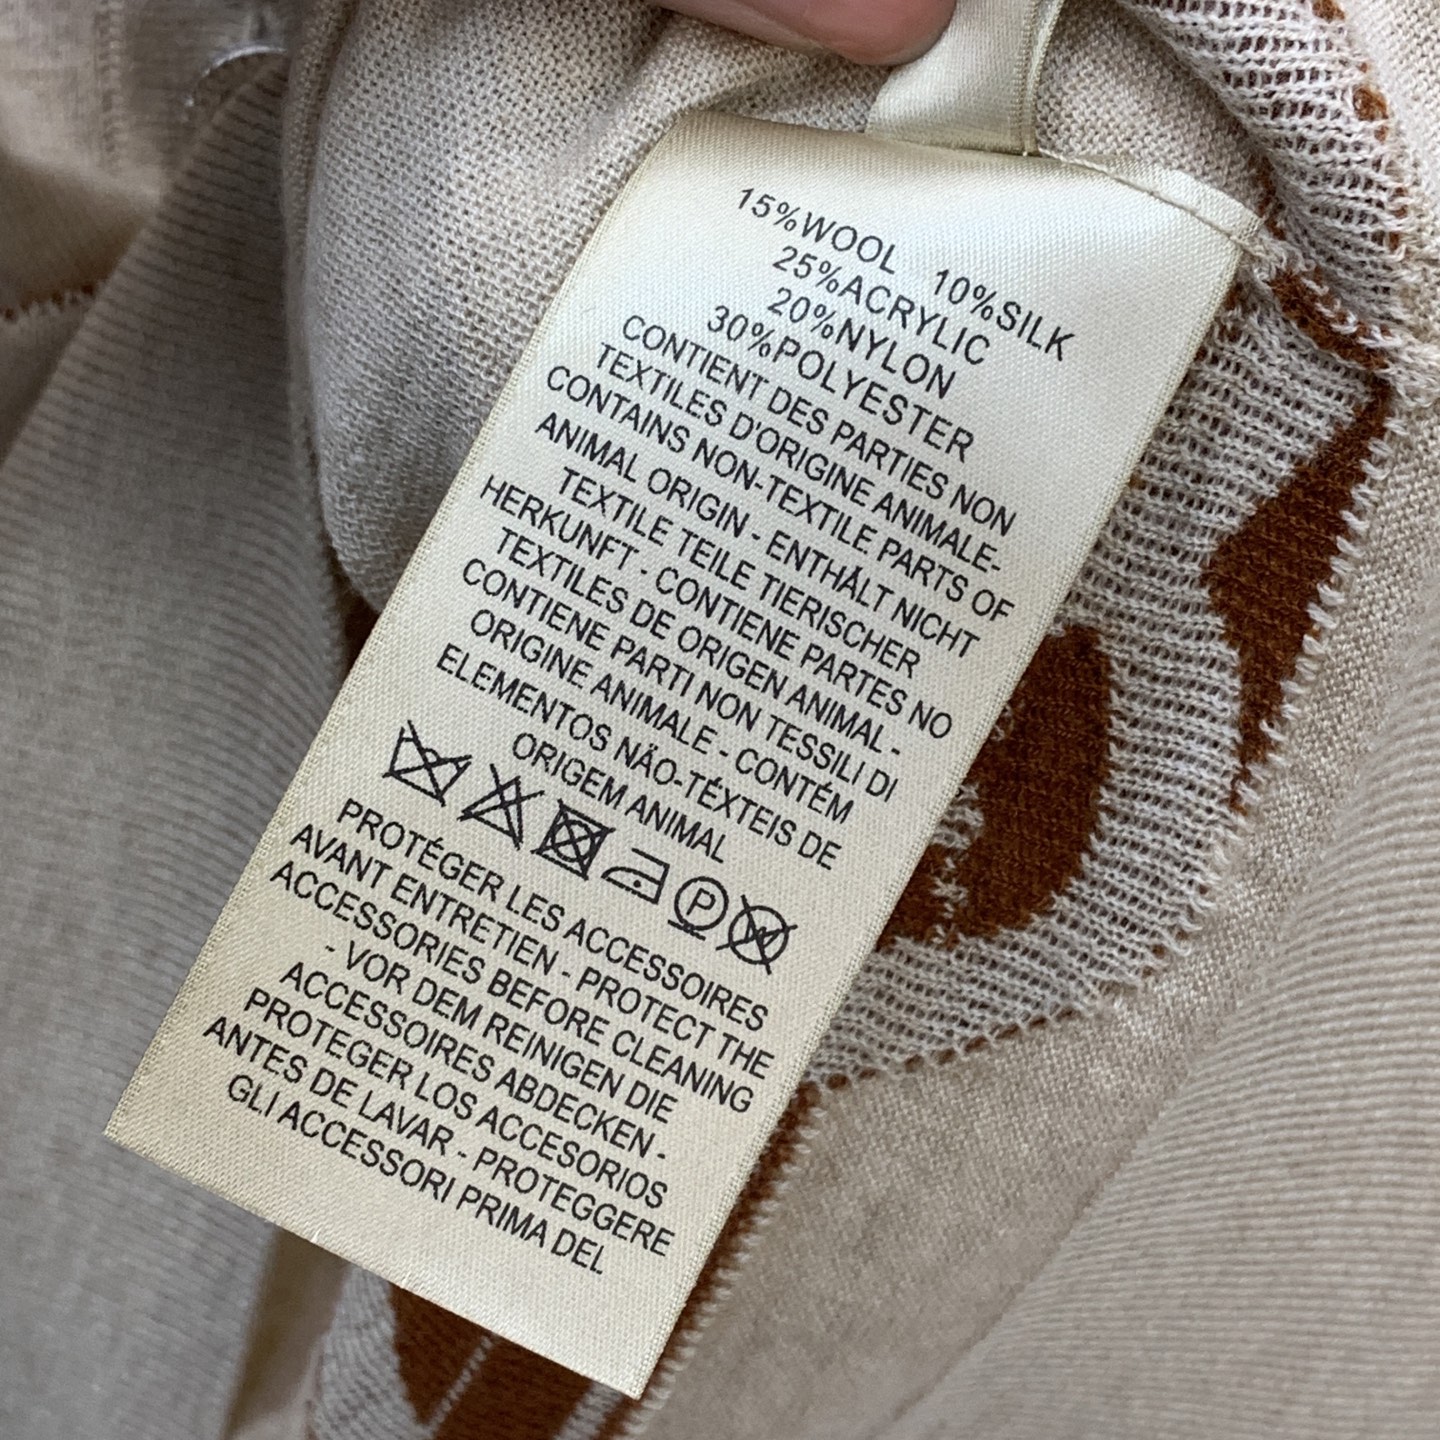 15%WOOL 10%SILK
25%ACRYLIC
20%NYLON
30%POLYESTER
CONTIENT DES PARTIES NON
TEXTILES D'ORIGINE ANIMALE-
CONTAINS NON-TEXTILE PARTS OF
ANIMAL ORIGIN - ENTHÅLT NICHT
TEXTILE TEILE TIERISCHER
HERKUNFT - CONTIENE PARTES NO
TEXTILES DE ORIGEN ANIMAL -
CONTIENE PARTI NON TESSILI DI
ORIGINE ANIMALE - CONTÉM
ELEMENTOS NÃO-TÉXTEIS DE
ORIGEM ANIMAL
P W
PROTÉGER LES ACCESSOIRES
AVANT ENTRETIEN - PROTECT THE
ACCESSORIES BEFORE CLEANING
- VOR DEM REINIGEN DIE
ACCESSOIRES ABDECKEN -
PROTEGER LOS ACCESORIOS
ANTES DE LAVAR - PROTEGGERE
GLI ACCESSORI PRIMA DEL